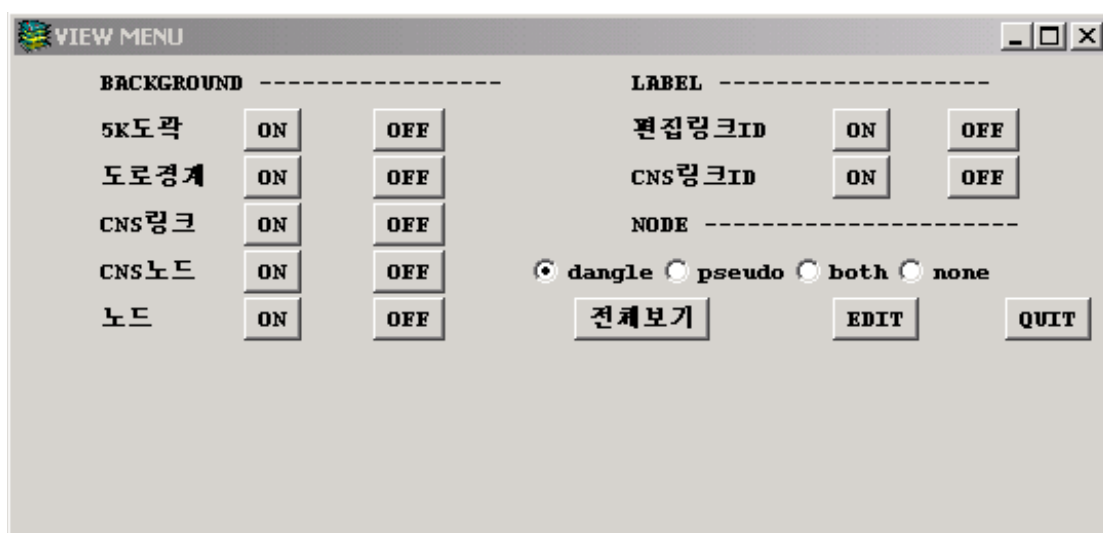 VIEW MENU
BACKGROUND -----------------
5K도곽 ON OFF
도로경계 ON OFF
CNS링크 ON OFF
CNS노드 ON OFF
노드 ON OFF
LABEL -------------------
편집링크ID ON OFF
CNS링크ID ON OFF
NODE ----------------------
dangle pseudo both none
전체보기 EDIT QUIT